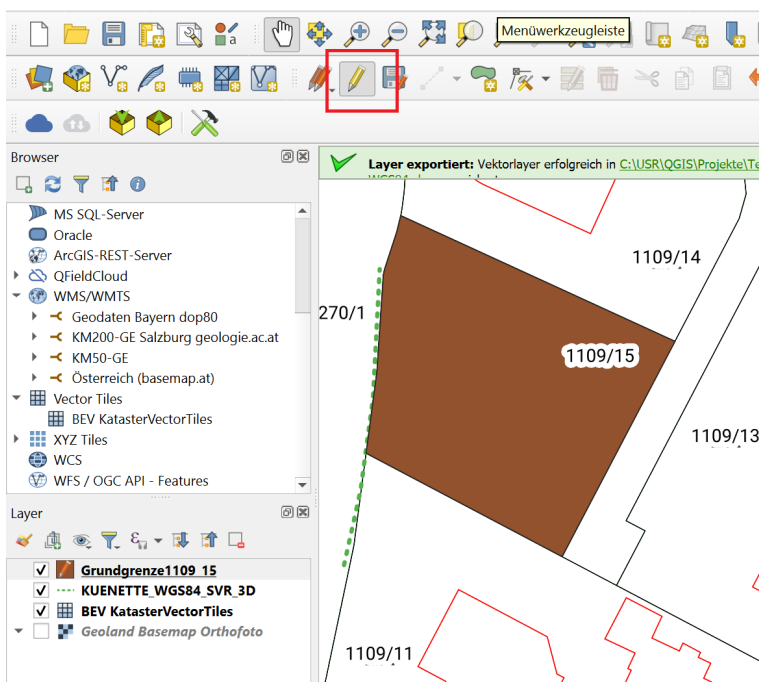 Menüwerkzeugleiste
Browser
Layer exportiert: Vektorlayer erfolgreich in C:\USR\QGIS\Projekte\Te
MS SQL-Server
Oracle
ArcGIS-REST-Server
QFieldCloud
WMS/WMTS
Geodaten Bayern dop80
KM200-GE Salzburg geologie.ac.at
KM50-GE
Österreich (basemap.at)
Vector Tiles
BEV KatasterVectorTiles
XYZ Tiles
WCS
WFS / OGC API - Features
Layer
Grundgrenze1109_15
KUENETTE_WGS84_SVR_3D
BEV KatasterVectorTiles
Geoland Basemap Orthofoto
1109/14
270/1
1109/15
1109/13
1109/11